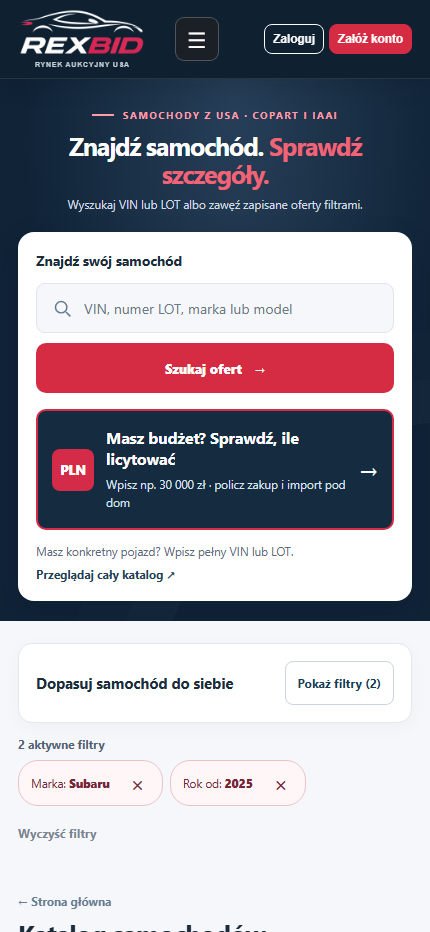 REXBID
RYNEK AUKCYJNY USA
☰
Zaloguj
Załóż konto
SAMOCHODY Z USA · COPART I IAAI
Znajdź samochód. Sprawdź
szczegóły.
Wyszukaj VIN lub LOT albo zawęź zapisane oferty filtrami.
Znajdź swój samochód
VIN, numer LOT, marka lub model
Szukaj ofert →
PLN
Masz budżet? Sprawdź, ile
licytować
Wpisz np. 30 000 zł · policz zakup i import pod
dom
→
Masz konkretny pojazd? Wpisz pełny VIN lub LOT.
Przeglądaj cały katalog ↗
Dopasuj samochód do siebie
Pokaż filtry (2)
2 aktywne filtry
Marka: Subaru ×
Rok od: 2025 ×
Wyczyść filtry
← Strona główna
Katalog samochodów